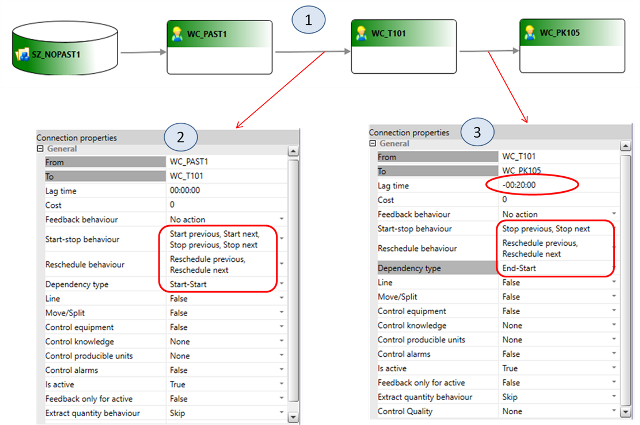 1
SZ_NOPAST1
WC_PAST1
WC_T101
WC_PK105
2
Connection properties
General
From WC_PAST1
To WC_T101
Lag time 00:00:00
Cost 0
Feedback behaviour No action
Start-stop behaviour Start previous, Start next,
Stop previous, Stop next
Reschedule behaviour Reschedule previous,
Reschedule next
Dependency type Start-Start
Line False
Move/Split False
Control equipment False
Control knowledge None
Control producible units None
Control alarms False
Is active True
Feedback only for active False
Extract quantity behaviour Skip
3
Connection properties
General
From WC_T101
To WC_PK105
Lag time -00:20:00
Cost 0
Feedback behaviour No action
Start-stop behaviour Stop previous, Stop next
Reschedule behaviour Reschedule previous,
Reschedule next
Dependency type End-Start
Line False
Move/Split False
Control equipment False
Control knowledge None
Control producible units None
Control alarms False
Is active True
Feedback only for active False
Extract quantity behaviour Skip
Control Quality None